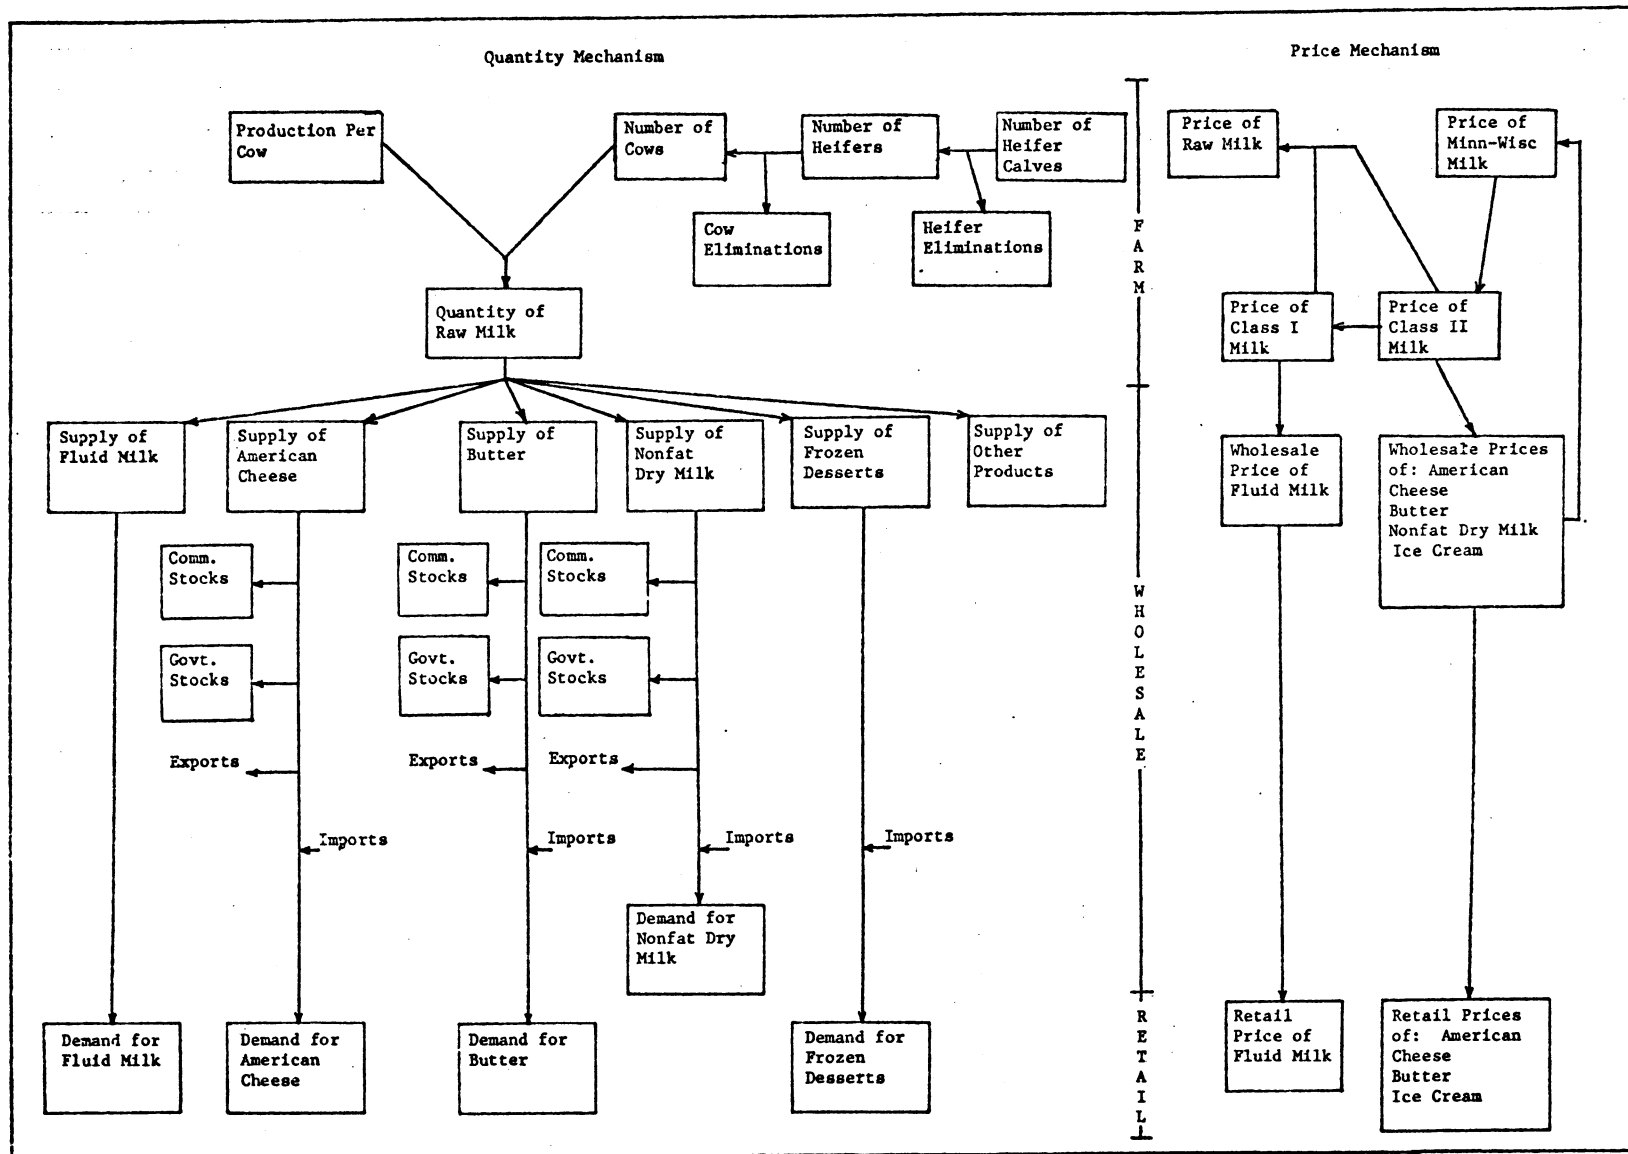 Quantity Mechanism
Price Mechanism
Production Per
Cow
Number of
Cows
Number of
Heifers
Number of
Heifer
Calves
Cow
Eliminations
Heifer
Eliminations
Quantity of
Raw Milk
Supply of
Fluid Milk
Supply of
American
Cheese
Supply of
Butter
Supply of
Nonfat
Dry Milk
Supply of
Frozen
Desserts
Supply of
Other
Products
Comm.
Stocks
Comm.
Stocks
Comm.
Stocks
Govt.
Stocks
Govt.
Stocks
Govt.
Stocks
Exports
Exports
Exports
Imports
Imports
Imports
Imports
Demand for
Nonfat Dry
Milk
Demand for
Fluid Milk
Demand for
American
Cheese
Demand for
Butter
Demand for
Frozen
Desserts
FARM
WHOLESALE
RETAIL
Price of
Raw Milk
Price of
Minn-Wisc
Milk
Price of
Class I
Milk
Price of
Class II
Milk
Wholesale
Price of
Fluid Milk
Wholesale Prices
of: American
Cheese
Butter
Nonfat Dry Milk
Ice Cream
Retail
Price of
Fluid Milk
Retail Prices
of: American
Cheese
Butter
Ice Cream